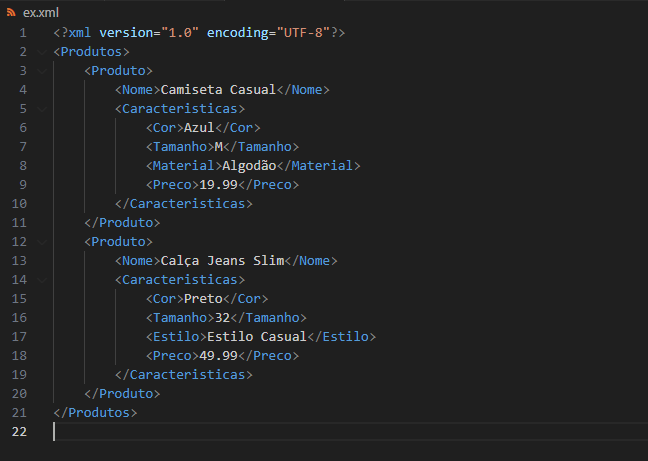 ex.xml
1 <?xml version="1.0" encoding="UTF-8"?>
2 <Produtos>
3     <Produto>
4         <Nome>Camiseta Casual</Nome>
5         <Caracteristicas>
6             <Cor>Azul</Cor>
7             <Tamanho>M</Tamanho>
8             <Material>Algodão</Material>
9             <Preco>19.99</Preco>
10         </Caracteristicas>
11     </Produto>
12     <Produto>
13         <Nome>Calça Jeans Slim</Nome>
14         <Caracteristicas>
15             <Cor>Preto</Cor>
16             <Tamanho>32</Tamanho>
17             <Estilo>Estilo Casual</Estilo>
18             <Preco>49.99</Preco>
19         </Caracteristicas>
20     </Produto>
21 </Produtos>
22